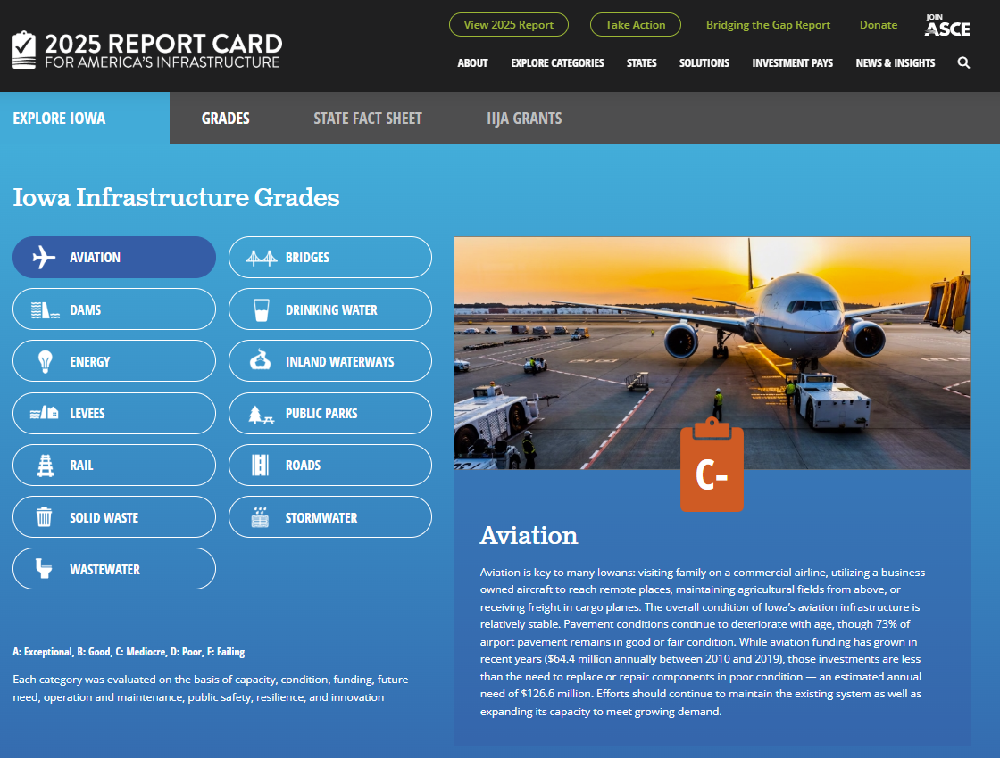 View 2025 Report
Take Action
Bridging the Gap Report
Donate
JOIN
ASCE
2025 REPORT CARD
FOR AMERICA'S INFRASTRUCTURE
ABOUT
EXPLORE CATEGORIES
STATES
SOLUTIONS
INVESTMENT PAYS
NEWS & INSIGHTS
EXPLORE IOWA
GRADES
STATE FACT SHEET
IIJA GRANTS
Iowa Infrastructure Grades
AVIATION
BRIDGES
DAMS
DRINKING WATER
ENERGY
INLAND WATERWAYS
LEVEES
PUBLIC PARKS
RAIL
ROADS
SOLID WASTE
STORMWATER
WASTEWATER
A: Exceptional, B: Good, C: Mediocre, D: Poor, F: Failing
Each category was evaluated on the basis of capacity, condition, funding, future
need, operation and maintenance, public safety, resilience, and innovation
C-
Aviation
Aviation is key to many Iowans: visiting family on a commercial airline, utilizing a business-
owned aircraft to reach remote places, maintaining agricultural fields from above, or
receiving freight in cargo planes. The overall condition of Iowa's aviation infrastructure is
relatively stable. Pavement conditions continue to deteriorate with age, though 73% of
airport pavement remains in good or fair condition. While aviation funding has grown in
recent years ($64.4 million annually between 2010 and 2019), those investments are less
than the need to replace or repair components in poor condition — an estimated annual
need of $126.6 million. Efforts should continue to maintain the existing system as well as
expanding its capacity to meet growing demand.